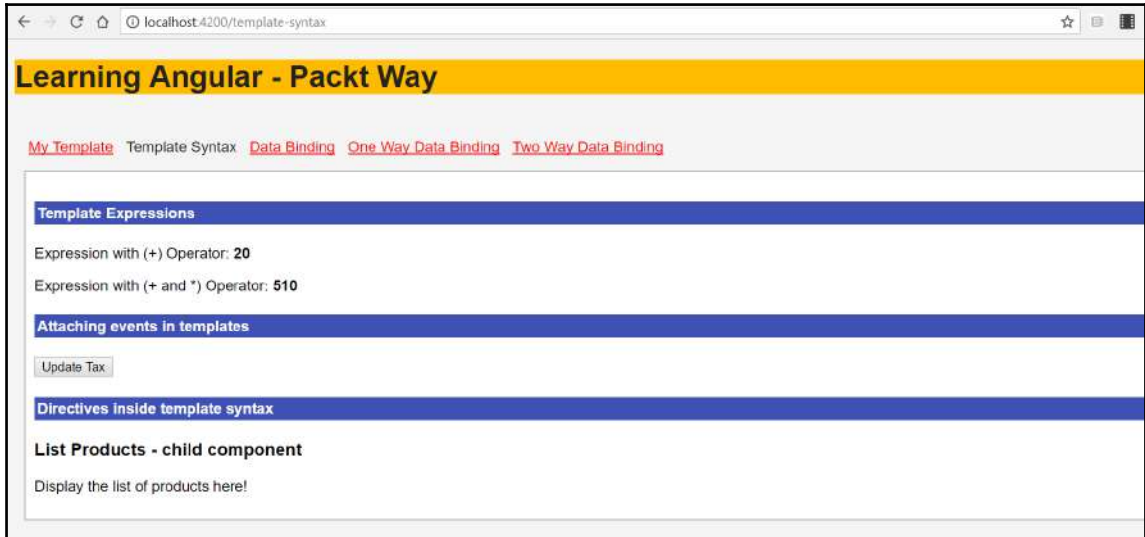 localhost:4200/template-syntax
Learning Angular - Packt Way
My Template Template Syntax Data Binding One Way Data Binding Two Way Data Binding
Template Expressions
Expression with (+) Operator: 20
Expression with (+ and *) Operator: 510
Attaching events in templates
Update Tax
Directives inside template syntax
List Products - child component
Display the list of products here!